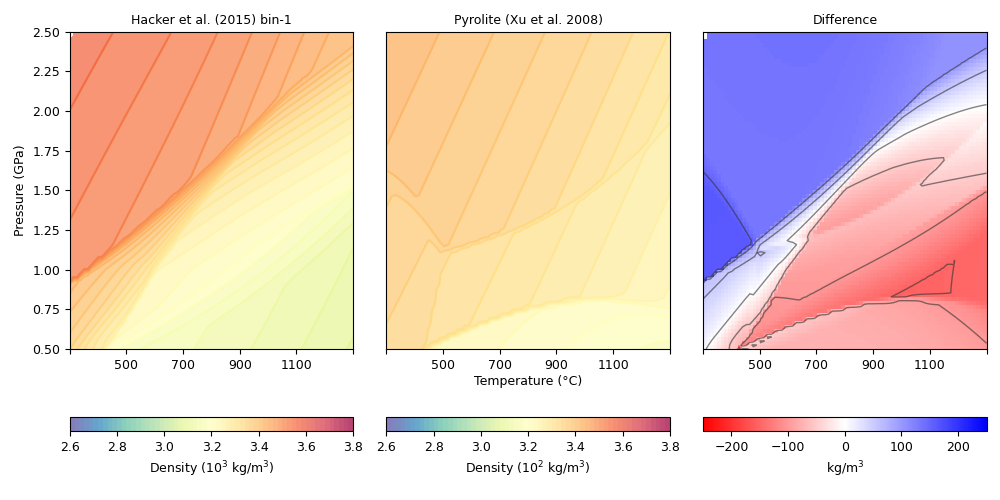 Hacker et al. (2015) bin-1
Pyrolite (Xu et al. 2008)
Difference
2.50
2.25
2.00
1.75
1.50
1.25
1.00
0.75
0.50
Pressure (GPa)
500 700 900 1100
500 700 900 1100
500 700 900 1100
Temperature (°C)
2.6 2.8 3.0 3.2 3.4 3.6 3.8
Density (10³ kg/m³)
2.6 2.8 3.0 3.2 3.4 3.6 3.8
Density (10² kg/m³)
−200 −100 0 100 200
kg/m³